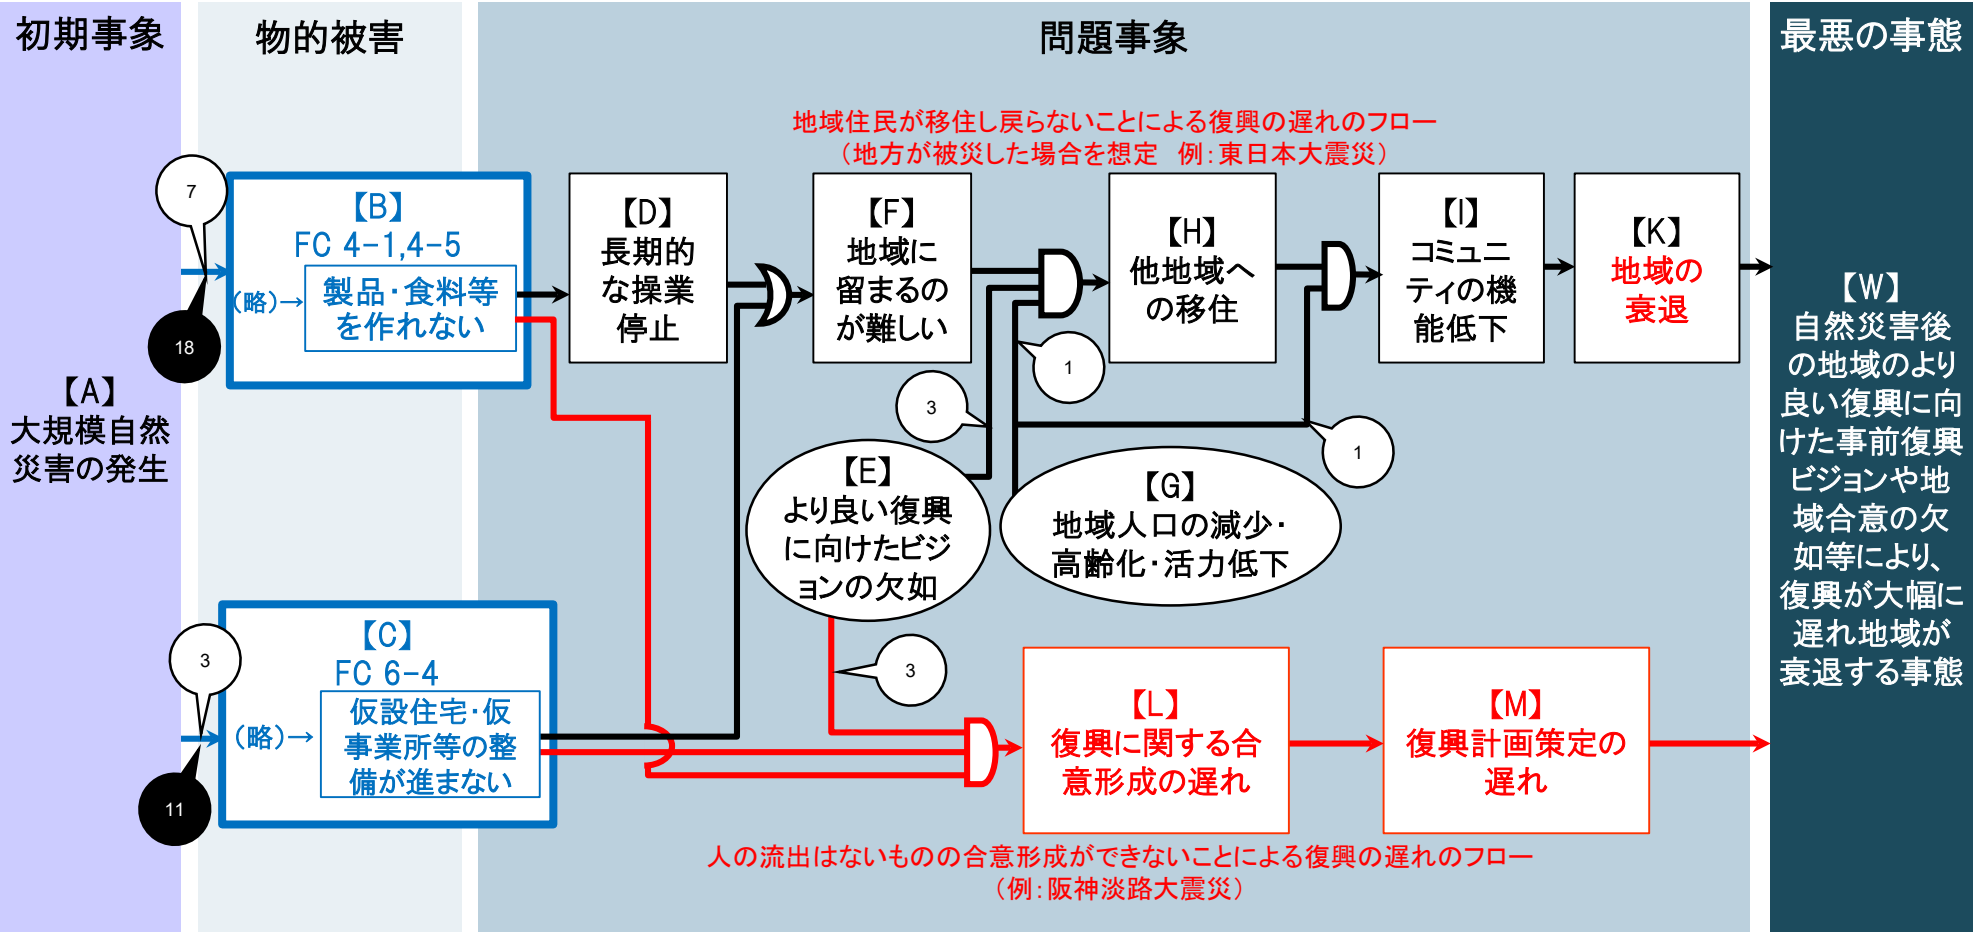 初期事象
物的被害
問題事象
最悪の事態
地域住民が移住し戻らないことによる復興の遅れのフロー
（地方が被災した場合を想定　例：東日本大震災）
7
18
【A】
大規模自然
災害の発生
3
11
【B】
FC 4-1,4-5
（略）→
製品・食料等
を作れない
【C】
FC 6-4
（略）→
仮設住宅・仮
事業所等の整
備が進まない
【D】
長期的
な操業
停止
【F】
地域に
留まるの
が難しい
【H】
他地域へ
の移住
【I】
コミュニ
ティの機
能低下
【K】
地域の
衰退
1
3
1
【E】
より良い復興
に向けたビジ
ョンの欠如
【G】
地域人口の減少・
高齢化・活力低下
3
【L】
復興に関する合
意形成の遅れ
【M】
復興計画策定の
遅れ
人の流出はないものの合意形成ができないことによる復興の遅れのフロー
（例：阪神淡路大震災）
【W】
自然災害後
の地域のより
良い復興に向
けた事前復興
ビジョンや地
域合意の欠
如等により、
復興が大幅に
遅れ地域が
衰退する事態